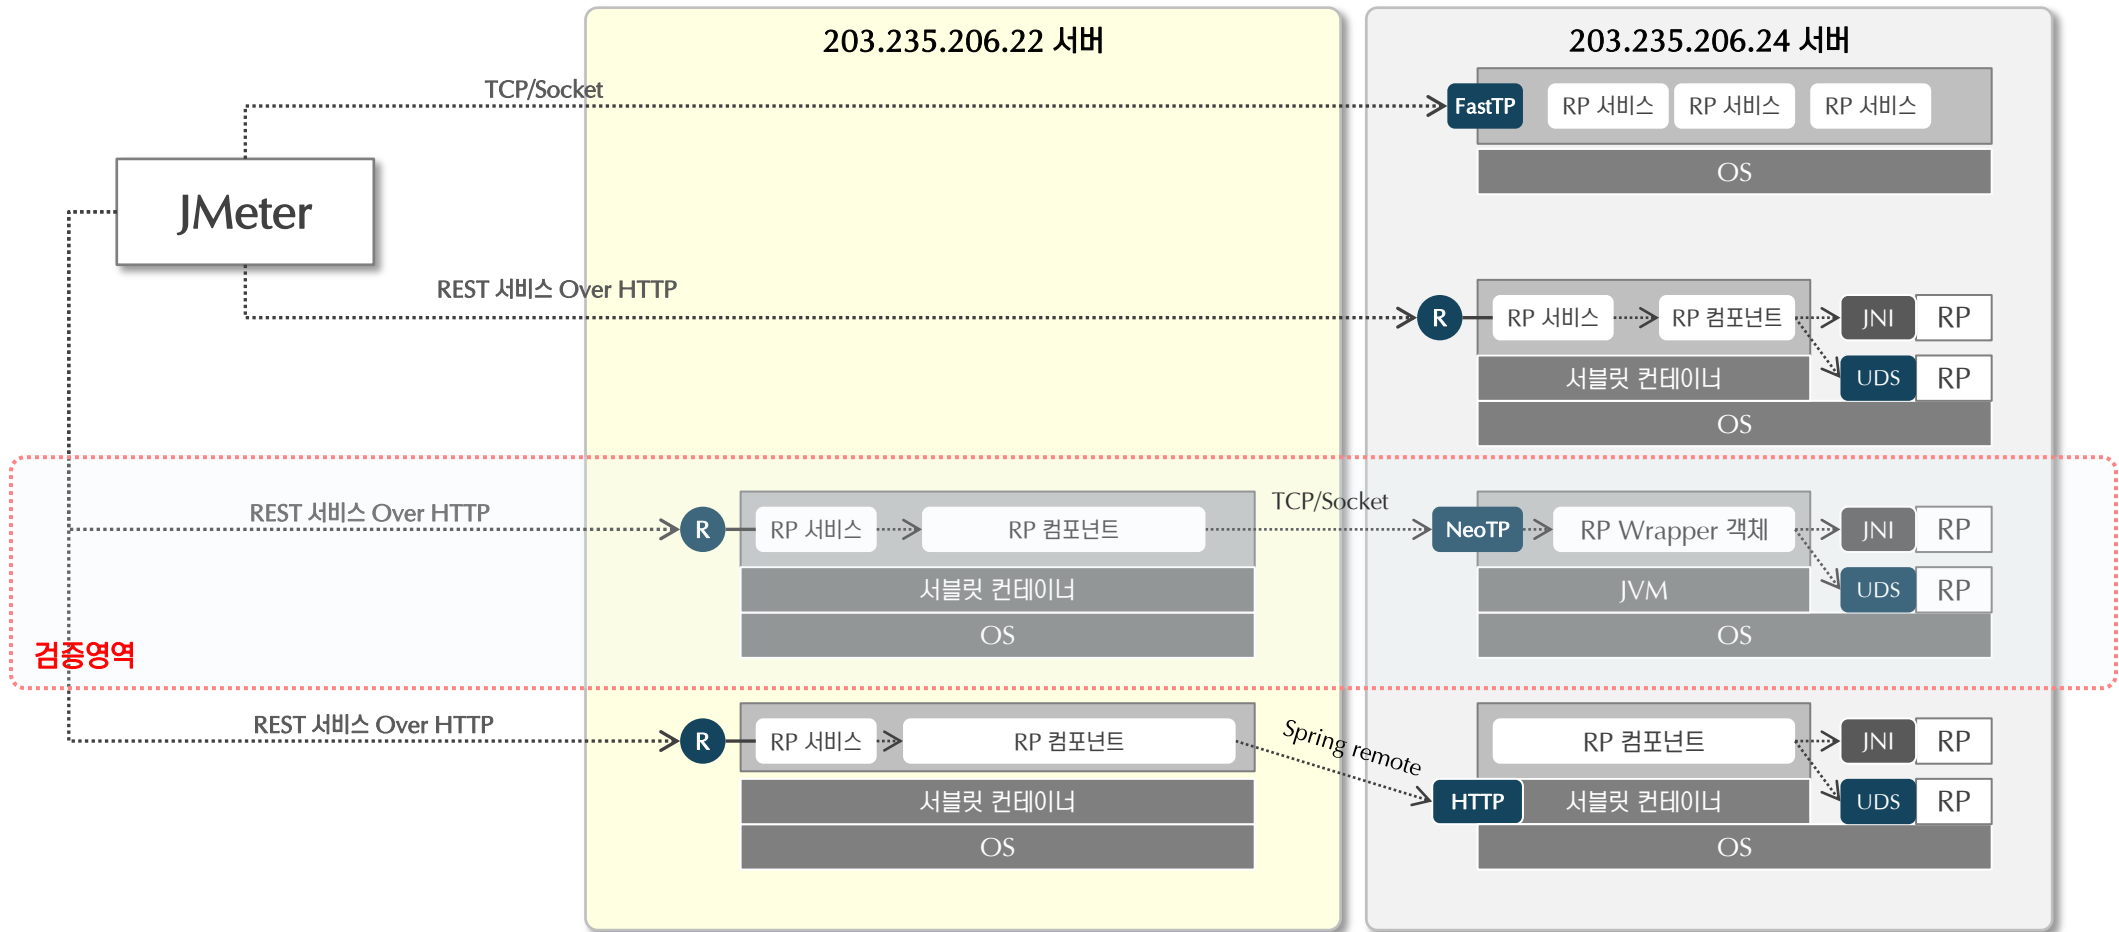 203.235.206.22 서버
203.235.206.24 서버
TCP/Socket
FastTP
RP 서비스
RP 서비스
RP 서비스
OS
JMeter
REST 서비스 Over HTTP
R
RP 서비스
RP 컴포넌트
JNI
RP
서블릿 컨테이너
UDS
RP
OS
REST 서비스 Over HTTP
R
RP 서비스
RP 컴포넌트
TCP/Socket
NeoTP
RP Wrapper 객체
JNI
RP
서블릿 컨테이너
JVM
UDS
RP
OS
OS
검증영역
REST 서비스 Over HTTP
R
RP 서비스
RP 컴포넌트
Spring remote
RP 컴포넌트
JNI
RP
서블릿 컨테이너
HTTP
서블릿 컨테이너
UDS
RP
OS
OS